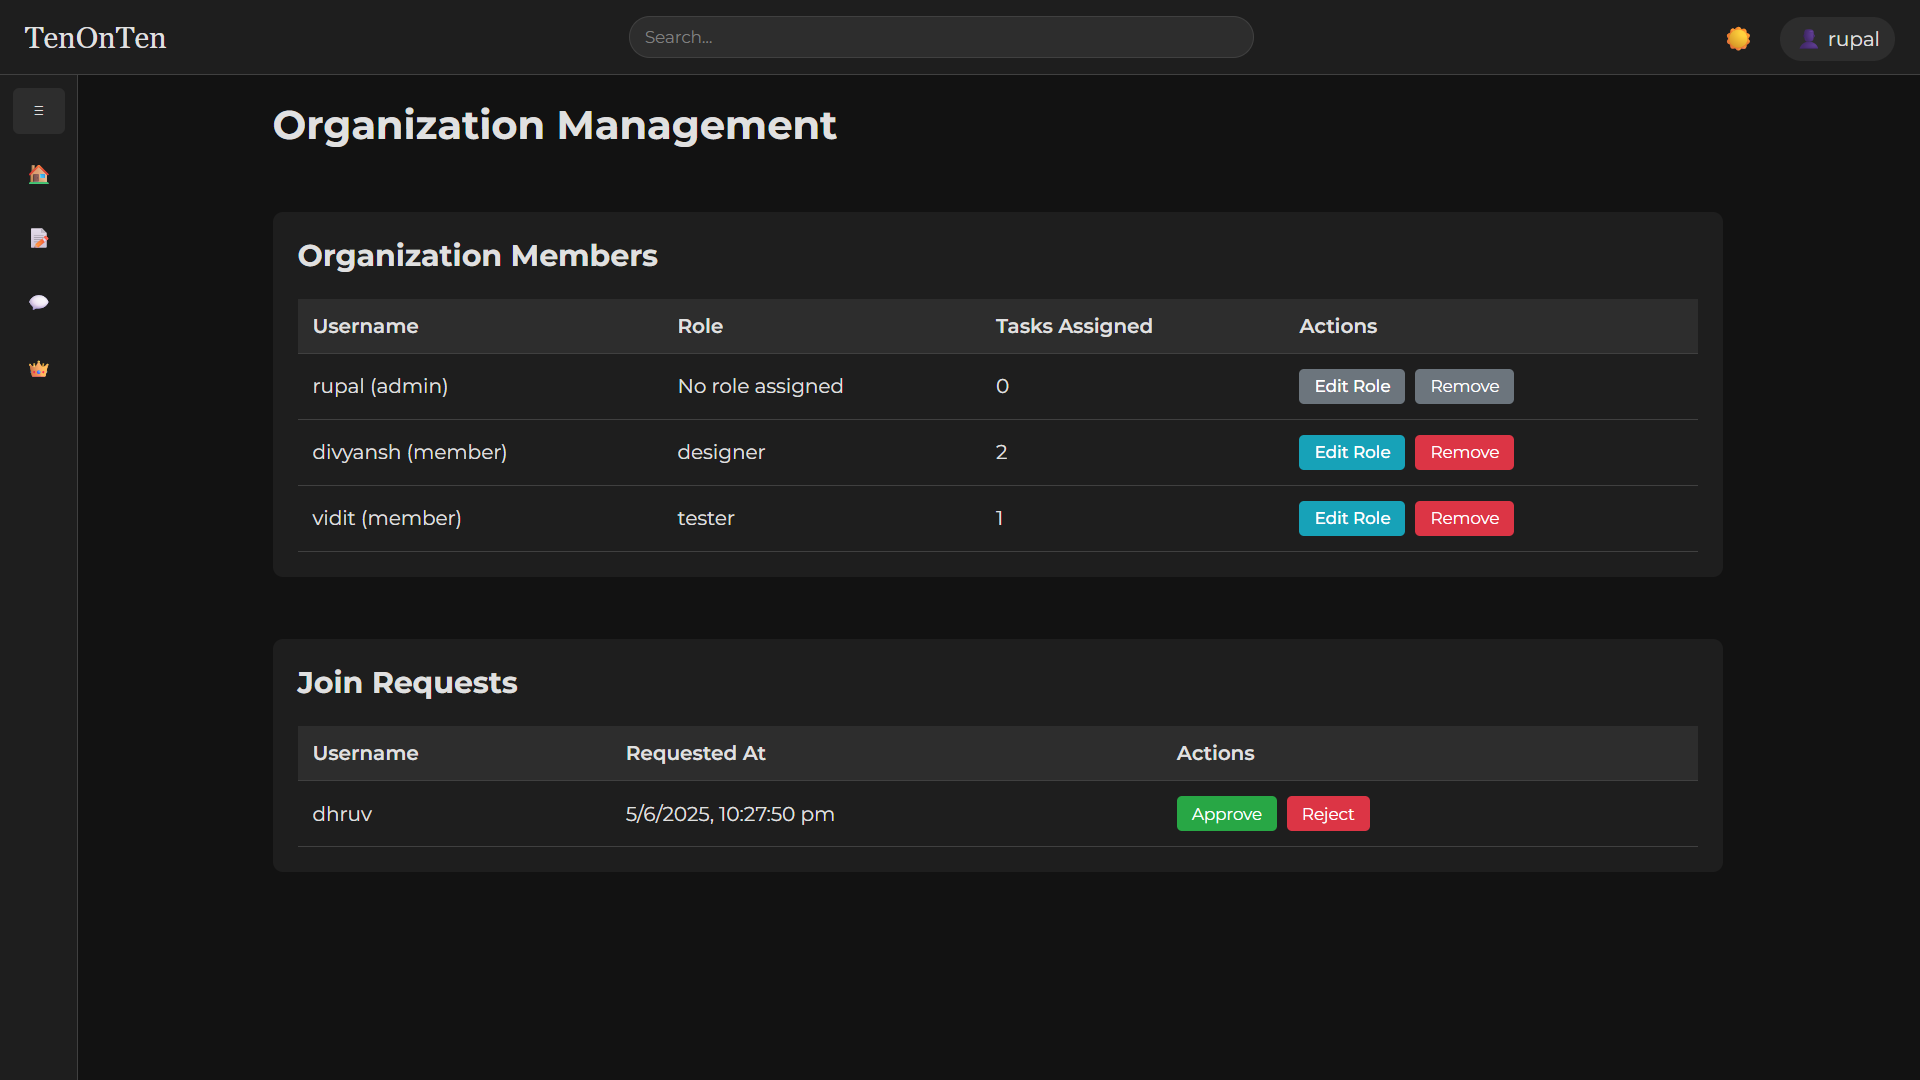 TenOnTen
Search...
rupal
Organization Management
Organization Members
Username Role Tasks Assigned Actions
rupal (admin) No role assigned 0 Edit Role Remove
divyansh (member) designer 2 Edit Role Remove
vidit (member) tester 1 Edit Role Remove
Join Requests
Username Requested At Actions
dhruv 5/6/2025, 10:27:50 pm Approve Reject